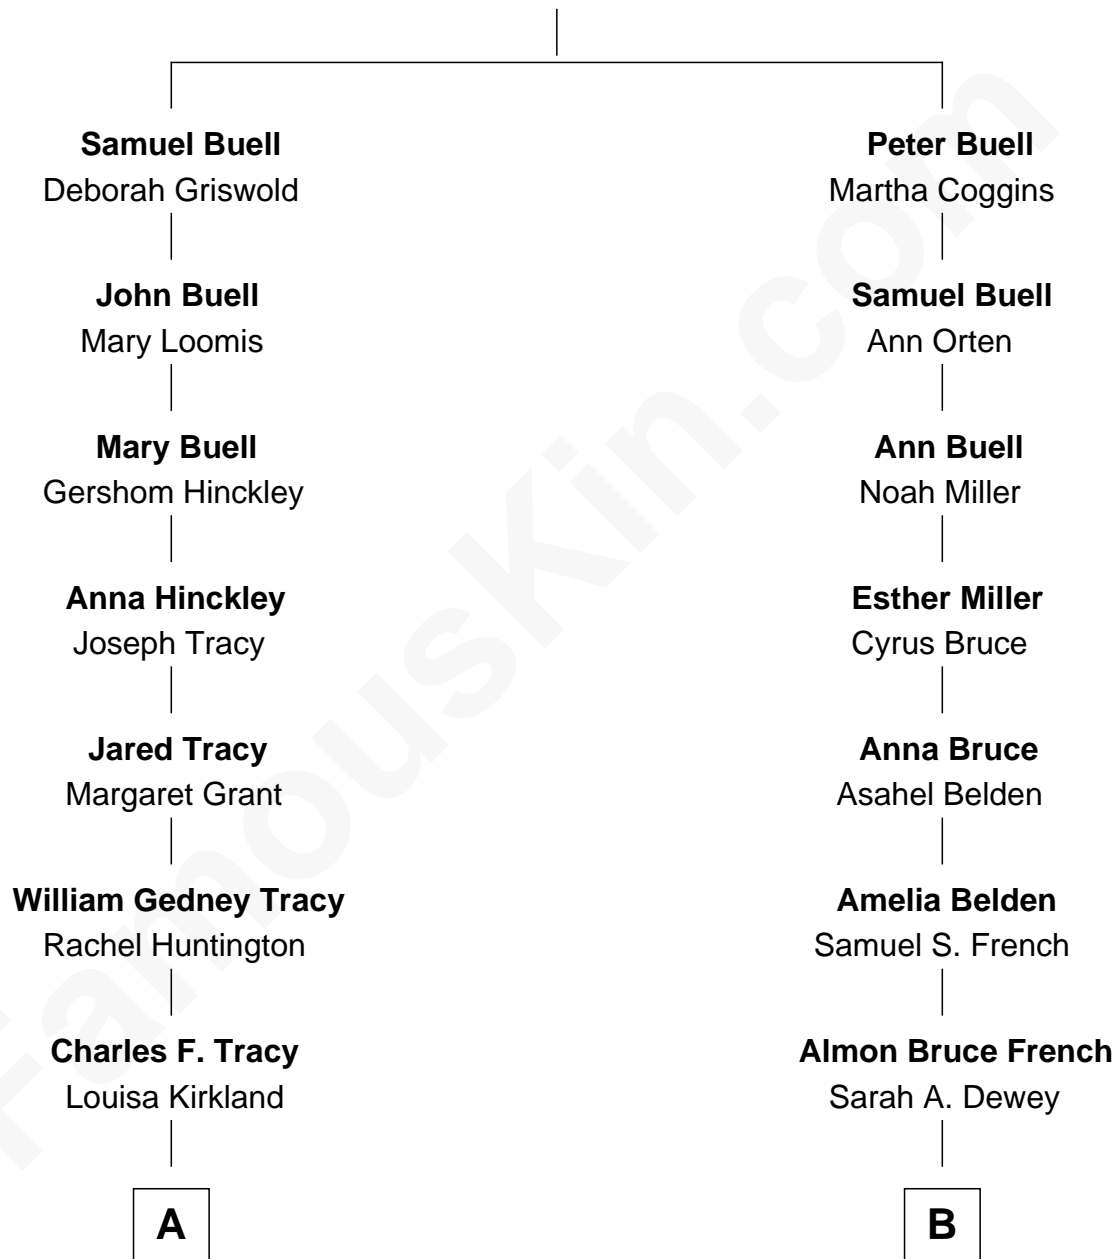 Samuel Buell
Deborah Griswold
John Buell
Mary Loomis
Mary Buell
Gershom Hinckley
Anna Hinckley
Joseph Tracy
Jared Tracy
Margaret Grant
William Gedney Tracy
Rachel Huntington
Charles F. Tracy
Louisa Kirkland
A
Peter Buell
Martha Coggins
Samuel Buell
Ann Orten
Ann Buell
Noah Miller
Esther Miller
Cyrus Bruce
Anna Bruce
Asahel Belden
Amelia Belden
Samuel S. French
Almon Bruce French
Sarah A. Dewey
B
FamousKin.com